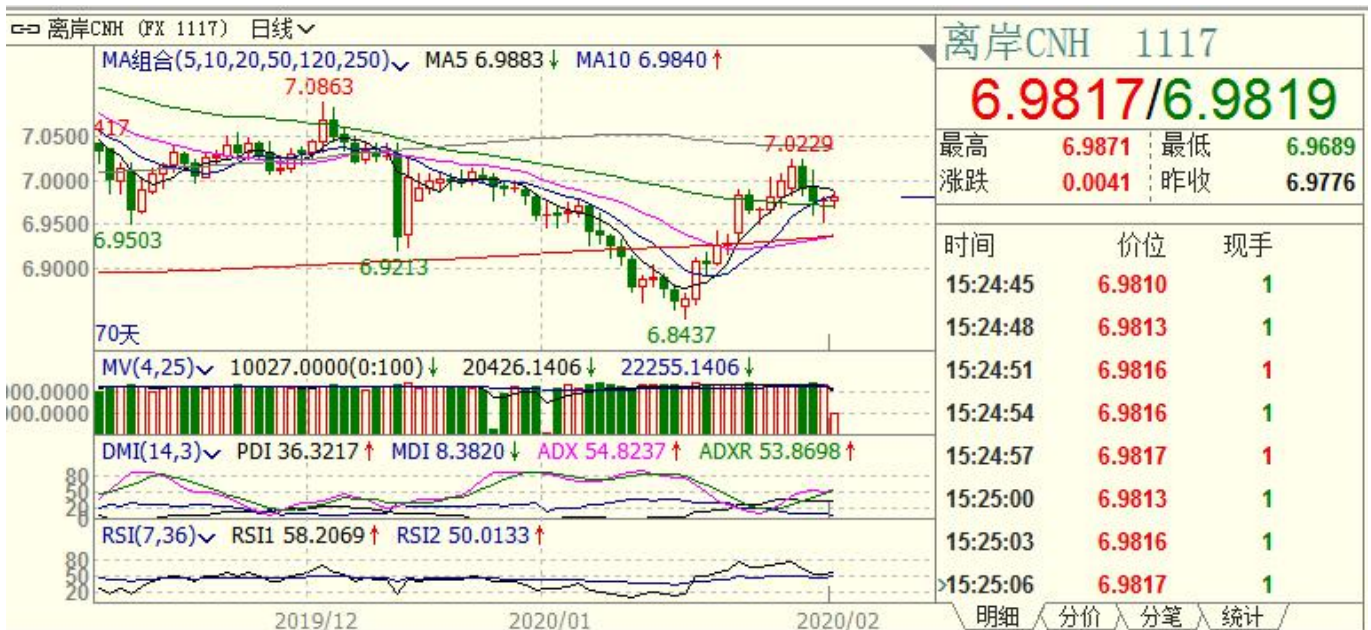 离岸CNH (FX 1117) 日线
MA组合(5,10,20,50,120,250) MA5 6.9883↓ MA10 6.9840↑
7.0863
417
7.0500
7.0229
7.0000
6.9500
6.9503
6.9213
6.9000
6.8437
70天
MV(4,25) 10027.0000(0:100)↓ 20426.1406↓ 22255.1406↓
000.0000
000.0000
DMI(14,3) PDI 36.3217↑ MDI 8.3820↓ ADX 54.8237↑ ADXR 53.8698↑
80
50
20
0
RSI(7,36) RSI1 58.2069↑ RSI2 50.0133↑
80
50
20
2019/12 2020/01 2020/02
离岸CNH 1117
6.9817/6.9819
最高 6.9871 最低 6.9689
涨跌 0.0041 昨收 6.9776
时间 价位 现手
15:24:45 6.9810 1
15:24:48 6.9813 1
15:24:51 6.9816 1
15:24:54 6.9816 1
15:24:57 6.9817 1
15:25:00 6.9813 1
15:25:03 6.9816 1
>15:25:06 6.9817 1
明细 分价 分笔 统计